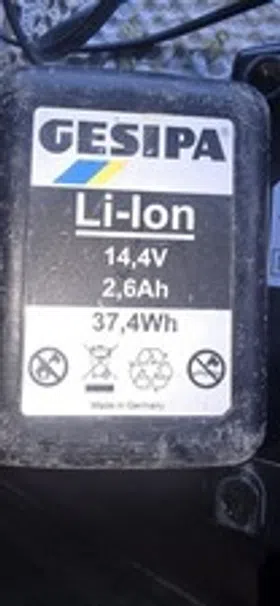 GESIPA®
Li-Ion
14,4V
2,6Ah
37,4Wh
Made in Germany